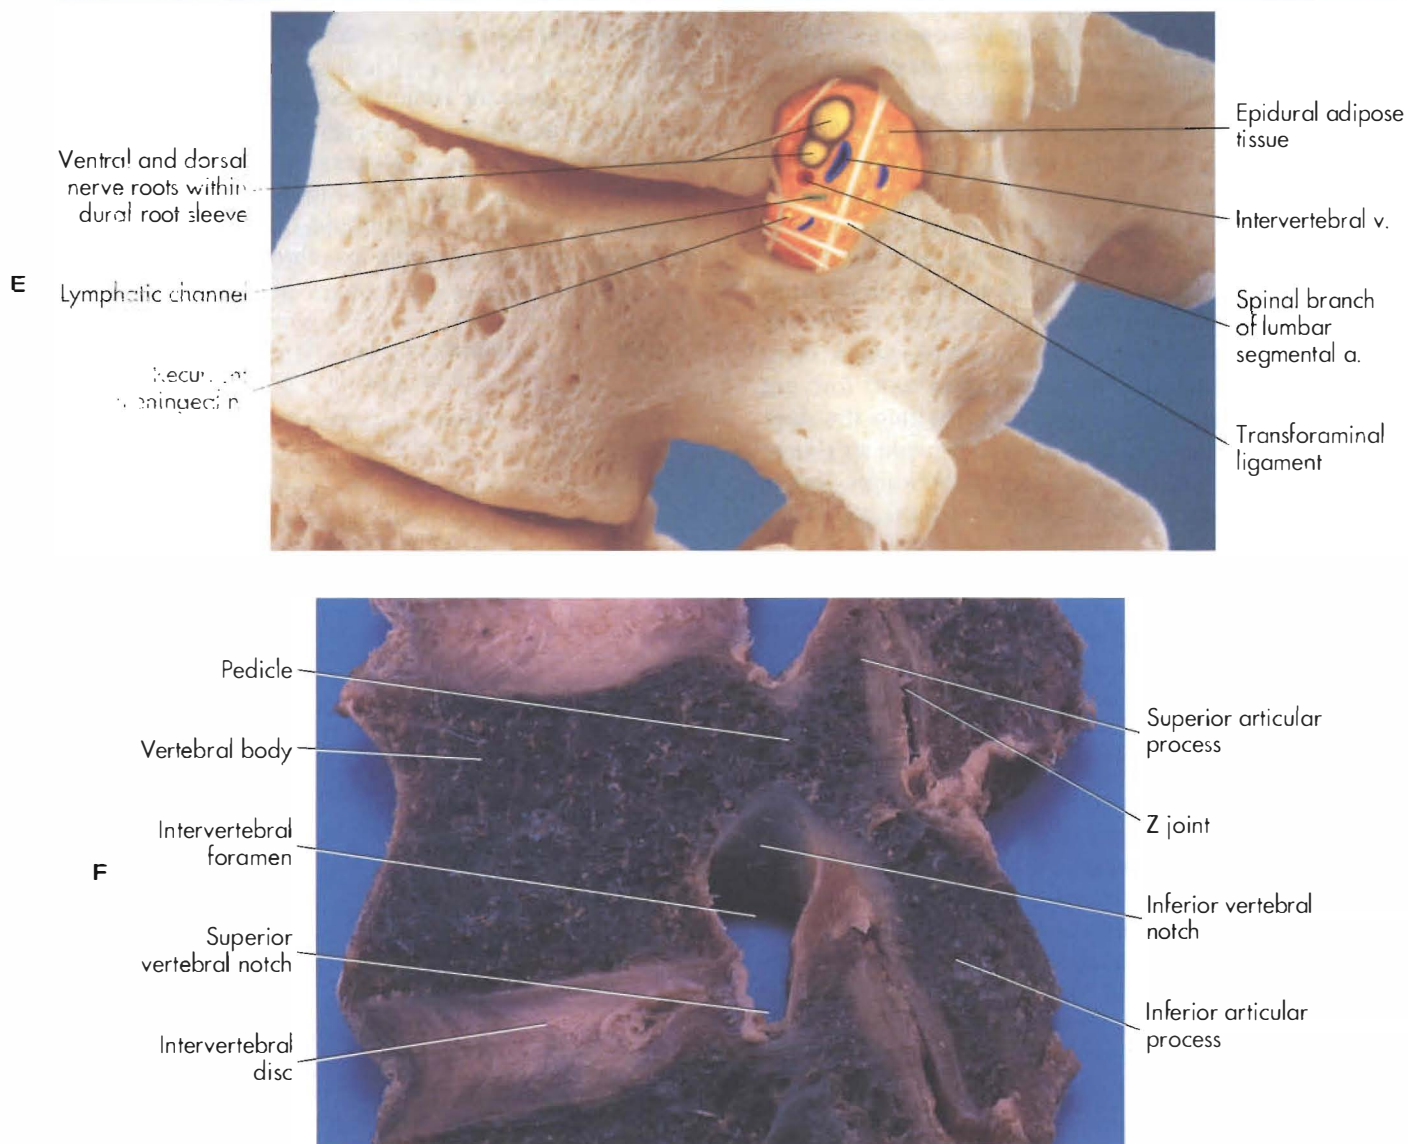 Ventral and dorsal
nerve roots within
dural root sleeve
E
Lymphatic channel
Epidural adipose
tissue
Intervertebral v.
Spinal branch
of lumbar
segmental a.
Transforaminal
ligament
Pedicle
Vertebral body
Intervertebral
foramen
F
Superior
vertebral notch
Intervertebral
disc
Superior articular
process
Z joint
Inferior vertebral
notch
Inferior articular
process